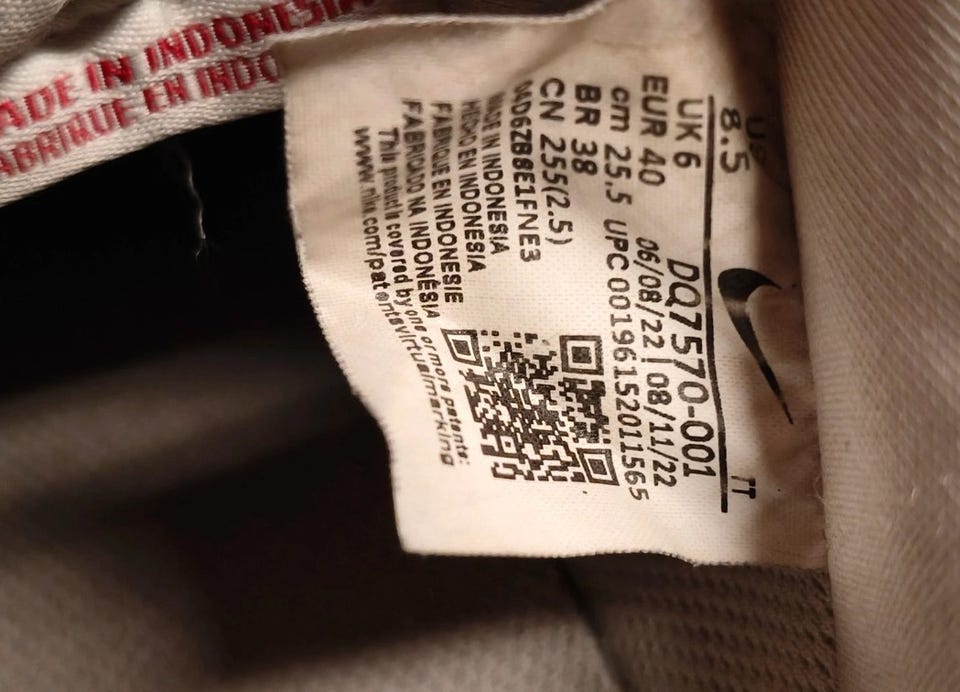 MADE IN INDONESIA
FABRIQUE EN INDO
US
8.5
TT
UK 6
DQ7570-001
EUR 40
06/08/22 | 08/11/22
cm 25.5
UPC 00196152011565
BR 38
CN 255(2.5)
0AD6ZB8E1FNE3
MADE IN INDONESIA
HECHO EN INDONESIA
FABRIQUE EN INDONESIE
FABRICADO NA INDONÉSIA
This product is covered by one or more patents:
www.nike.com/patentsvirtualmarking